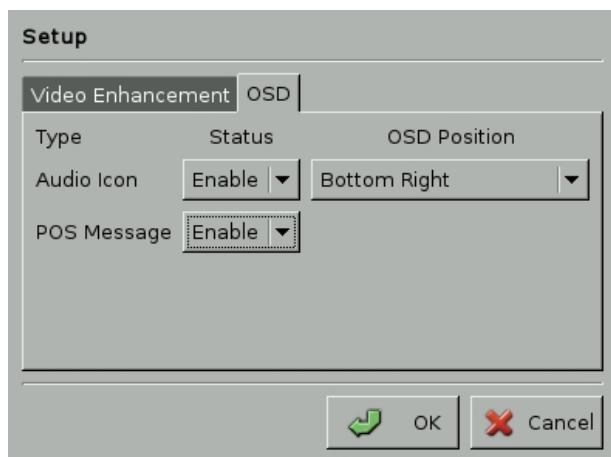 Setup
Video Enhancement OSD
Type Status OSD Position
Audio Icon Enable Bottom Right
POS Message Enable
OK Cancel